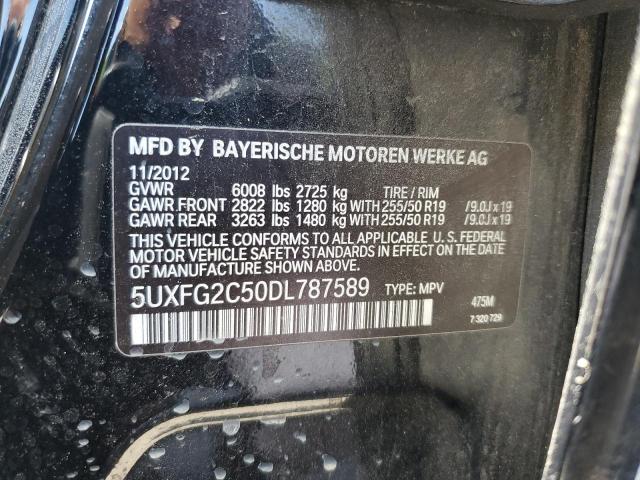 MFD BY BAYERISCHE MOTOREN WERKE AG
11/2012
GVWR 6008 lbs 2725 kg TIRE / RIM
GAWR FRONT 2822 lbs 1280 kg WITH 255/50 R19 /9.0J x 19
GAWR REAR 3263 lbs 1480 kg WITH 255/50 R19 /9.0J x 19
THIS VEHICLE CONFORMS TO ALL APPLICABLE U. S. FEDERAL
MOTOR VEHICLE SAFETY STANDARDS IN EFFECT ON THE DATE
OF MANUFACTURE SHOWN ABOVE.
5UXFG2C50DL787589 TYPE: MPV 475M
7 320 729